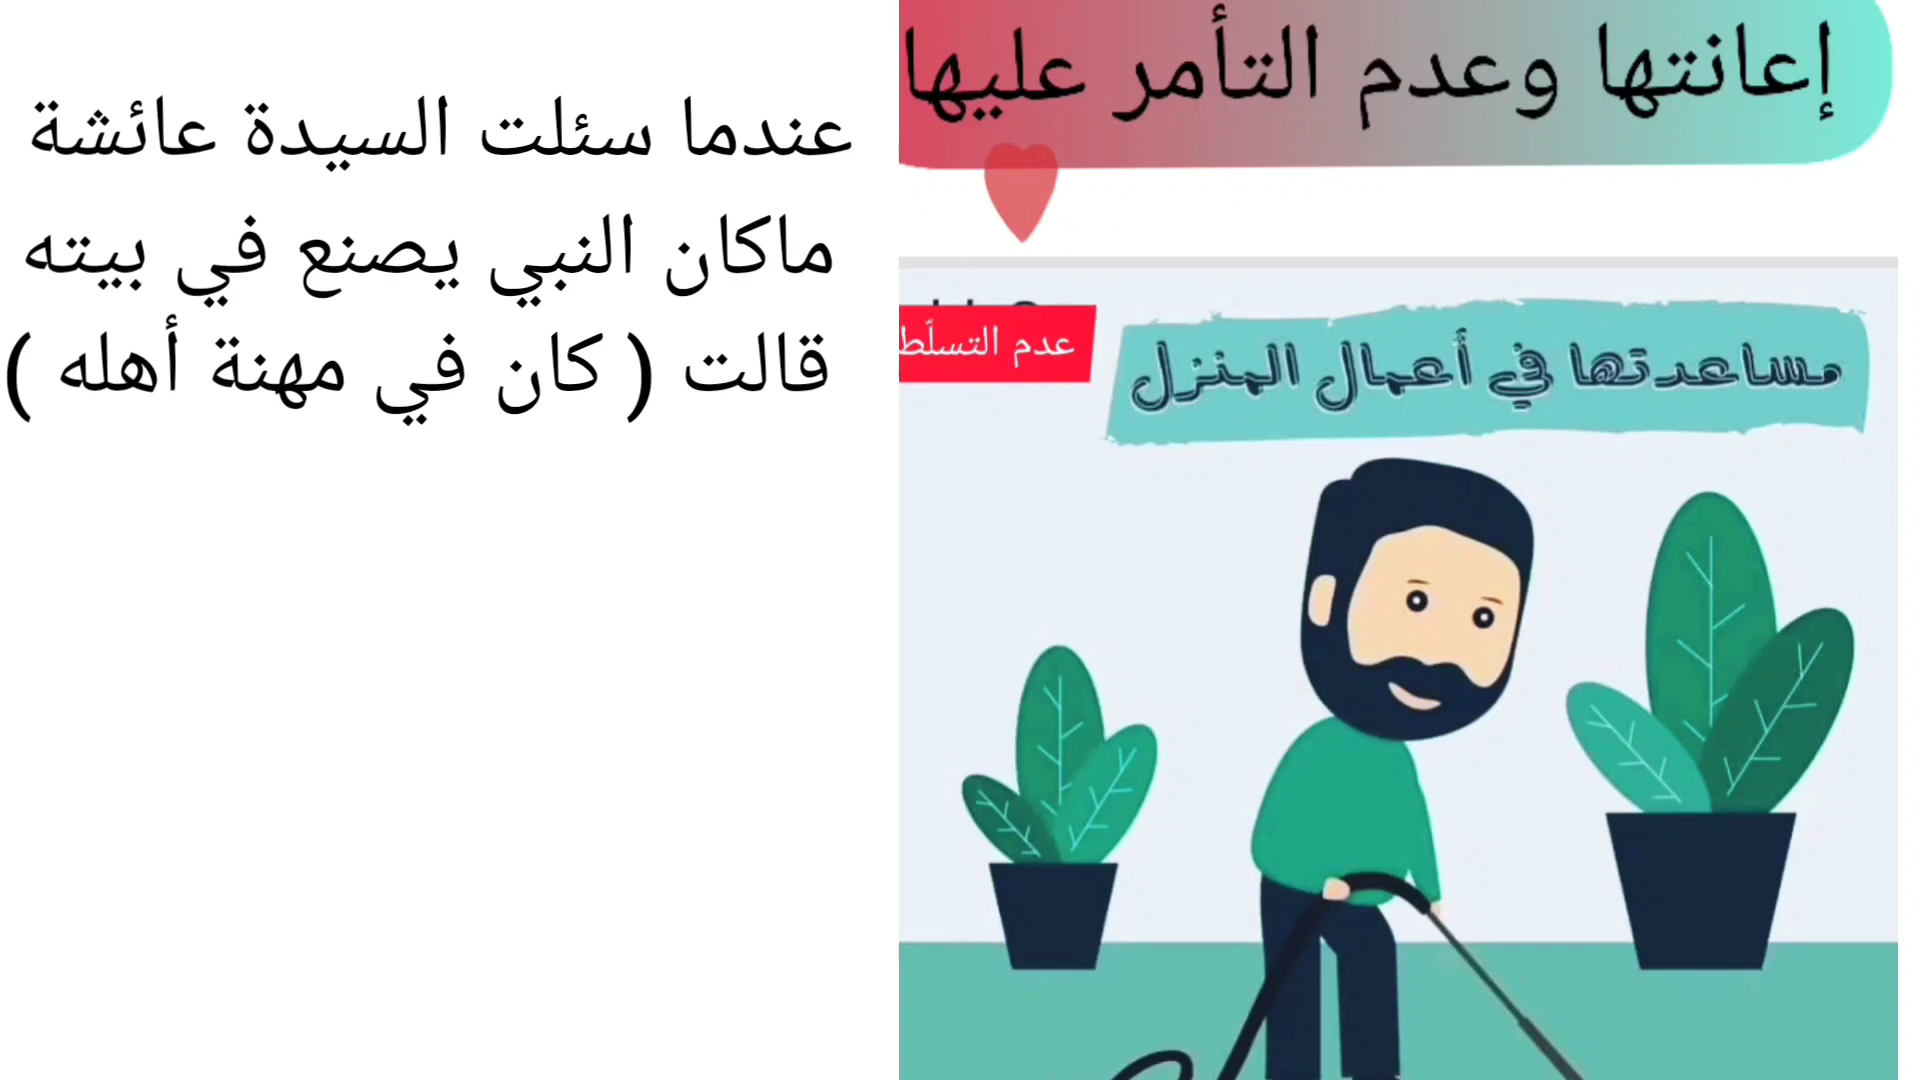 إعانتها وعدم التأمر عليها
مساعدتها في أعمال المنزل
عدم التسلّط
عندما سئلت السيدة عائشة
ماكان النبي يصنع في بيته
قالت ( كان في مهنة أهله )